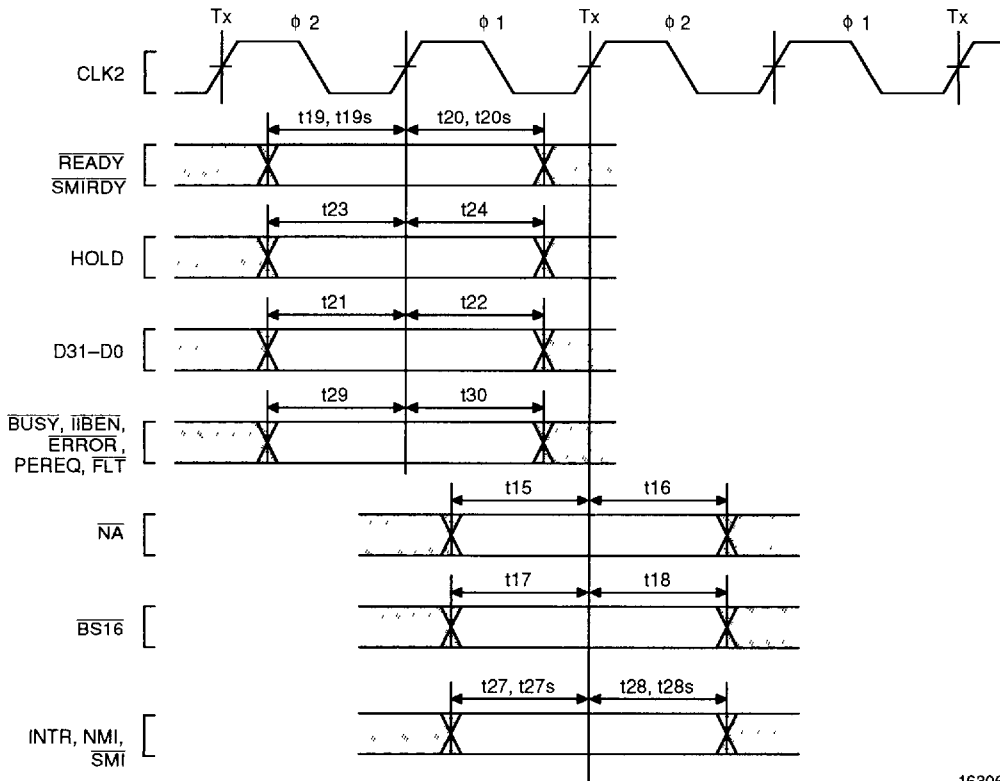 Tx φ 2 Tx φ 2 φ 1 Tx
φ 1
CLK2
t19, t19s t20, t20s
READY
SMIRDY
t23 t24
HOLD
t21 t22
D31–D0
t29 t30
BUSY, IIBEN,
ERROR,
PEREQ, FLT
t15 t16
NA
t17 t18
BS16
t27, t27s t28, t28s
INTR, NMI,
SMI
16306